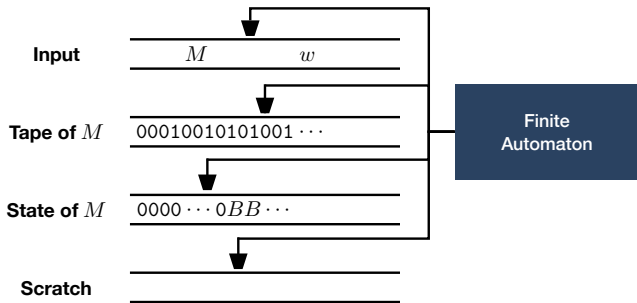 Input
M w
Tape of M
00010010101001 ···
State of M
0000 ··· 0BB ···
Scratch
Finite
Automaton